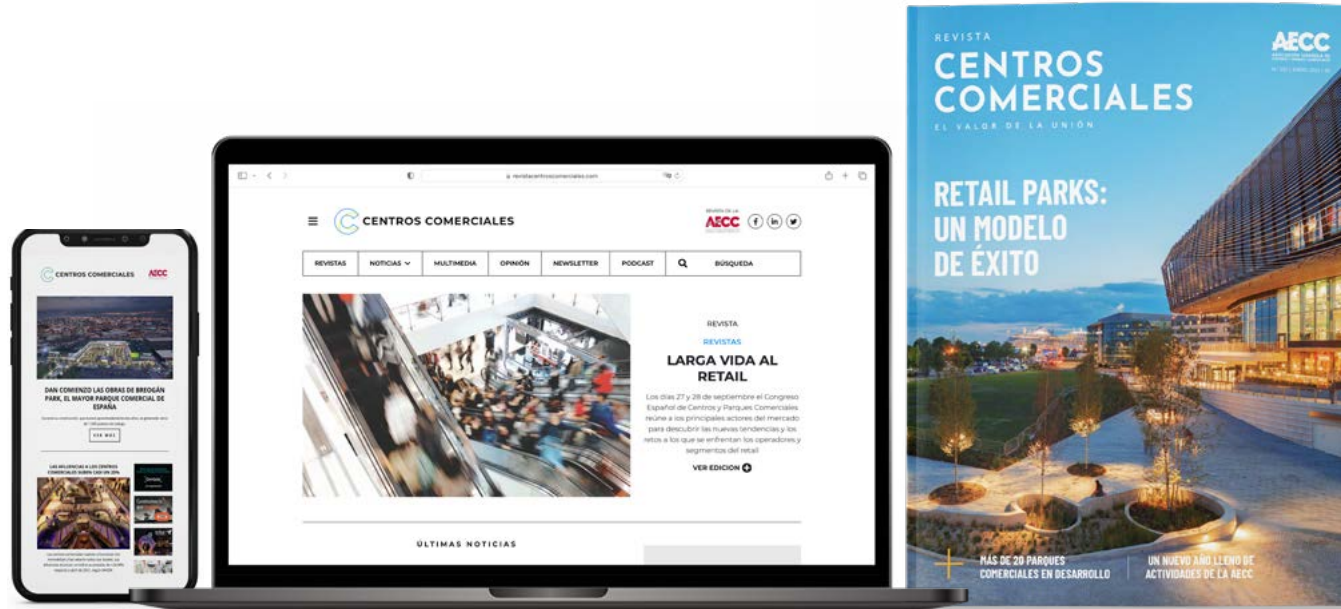 CENTROS COMERCIALES
AECC
DAN COMIENZO LAS OBRAS DE BREOGÁN
PARK, EL MAYOR PARQUE COMERCIAL DE
ESPAÑA
VER MÁS
LAS AFLUENCIAS A LOS CENTROS
COMERCIALES SUBEN CASI UN 20%
revistacentroscomerciales.com
CENTROS COMERCIALES
REVISTA DE LA
AECC
REVISTAS NOTICIAS MULTIMEDIA OPINIÓN NEWSLETTER PODCAST BÚSQUEDA
REVISTA
REVISTAS
LARGA VIDA AL
RETAIL
Los días 27 y 28 de septiembre el Congreso
Español de Centros y Parques Comerciales
reúne a los principales actores del mercado
para descubrir las nuevas tendencias y los
retos a los que se enfrentan los operadores y
segmentos del retail
VER EDICION
ÚLTIMAS NOTICIAS
REVISTA
CENTROS
COMERCIALES
EL VALOR DE LA UNIÓN
AECC
RETAIL PARKS:
UN MODELO
DE ÉXITO
MÁS DE 20 PARQUES
COMERCIALES EN DESARROLLO
UN NUEVO AÑO LLENO DE
ACTIVIDADES DE LA AECC